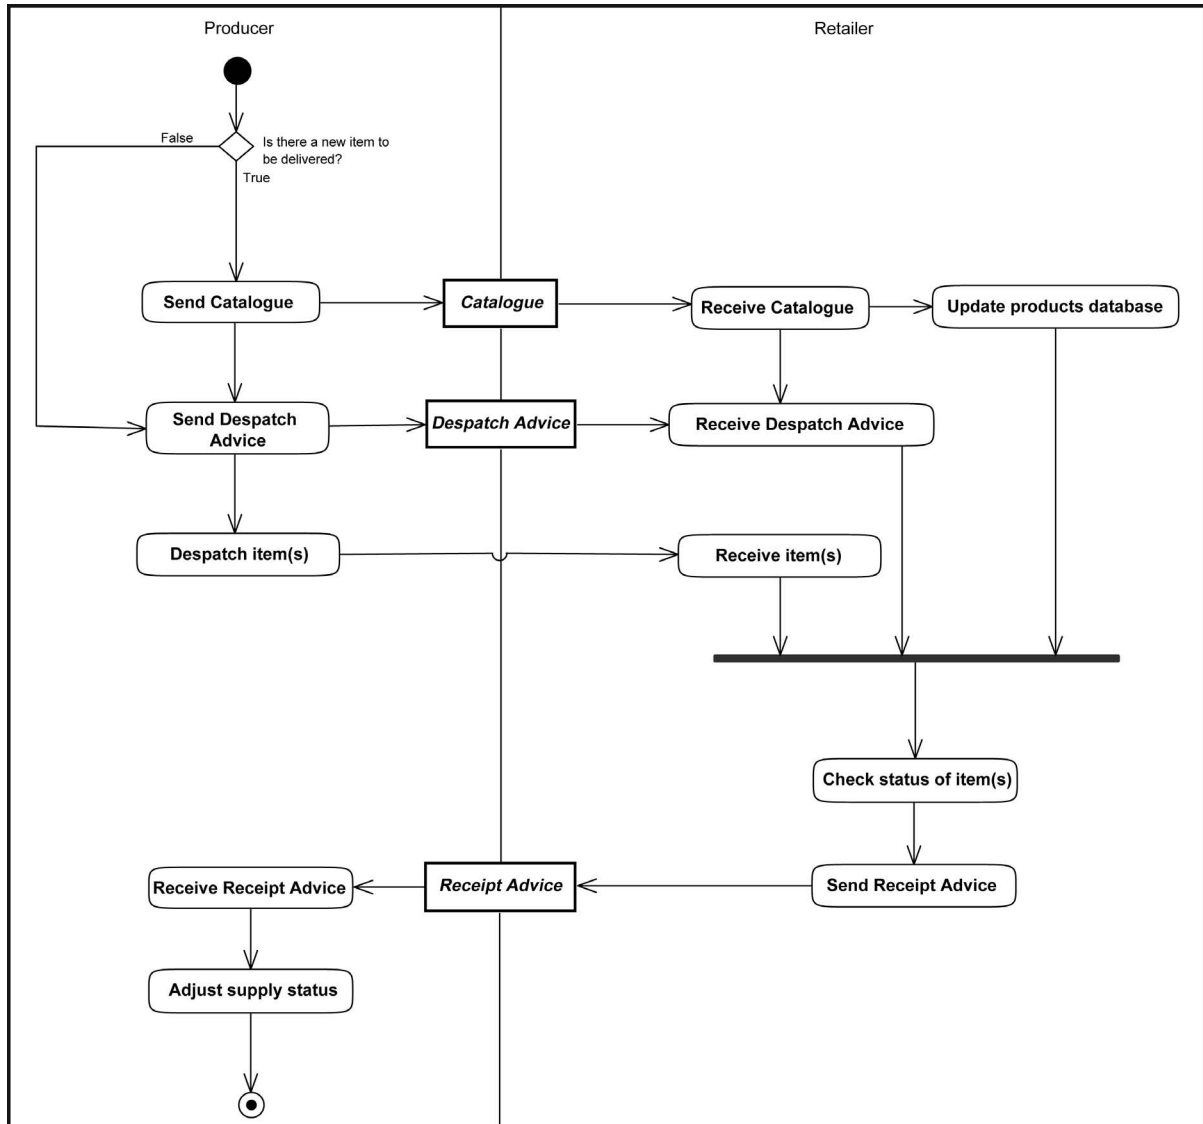 Producer
Retailer
False
Is there a new item to
be delivered?
True
Send Catalogue
Catalogue
Receive Catalogue
Update products database
Send Despatch
Advice
Despatch Advice
Receive Despatch Advice
Despatch item(s)
Receive item(s)
Check status of item(s)
Receive Receipt Advice
Receipt Advice
Send Receipt Advice
Adjust supply status